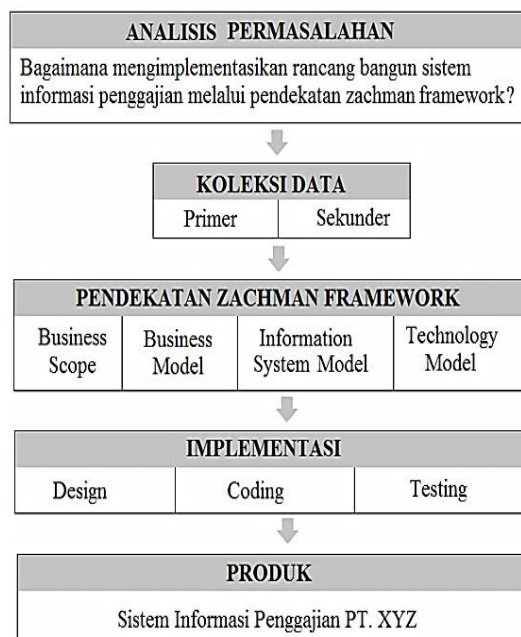 ANALISIS PERMASALAHAN
Bagaimana mengimplementasikan rancang bangun sistem
informasi penggajian melalui pendekatan zachman framework?
KOLEKSI DATA
Primer
Sekunder
PENDEKATAN ZACHMAN FRAMEWORK
Business
Scope
Business
Model
Information
System Model
Technology
Model
IMPLEMENTASI
Design
Coding
Testing
PRODUK
Sistem Informasi Penggajian PT. XYZ